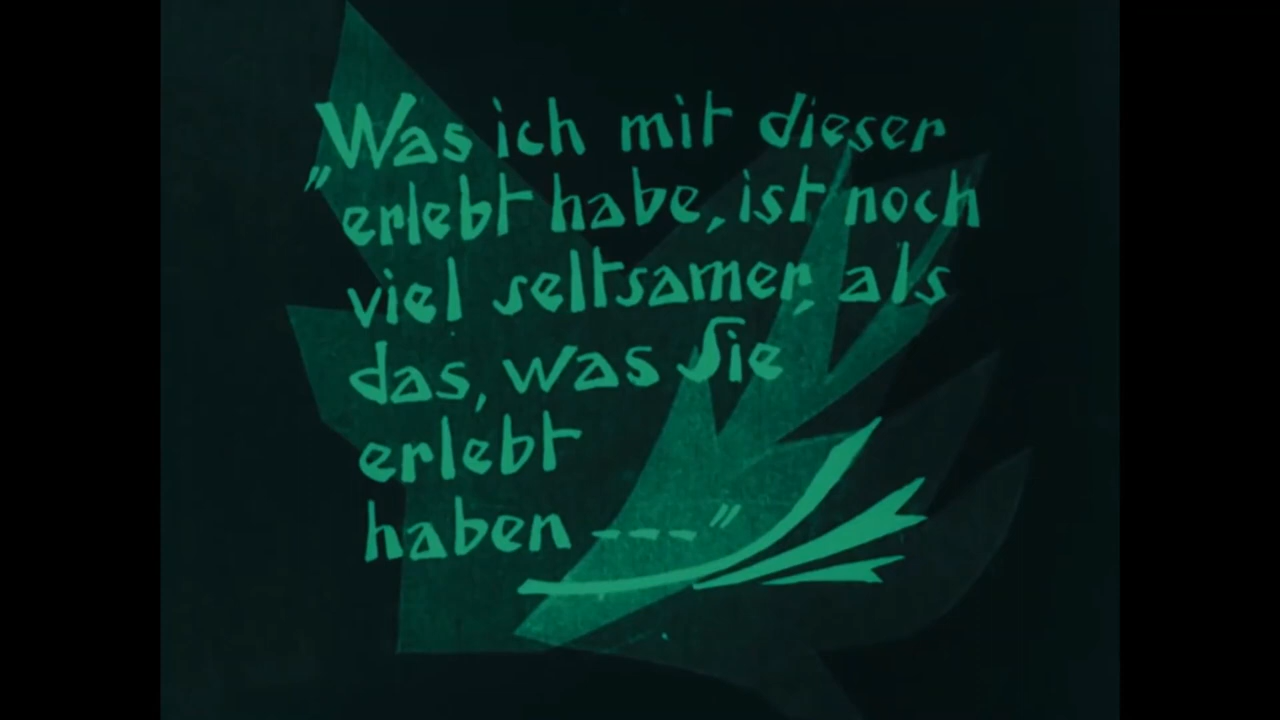 „Was ich mit dieser
erlebt habe, ist noch
viel seltsamer, als
das, was Sie
erlebt
haben ---"